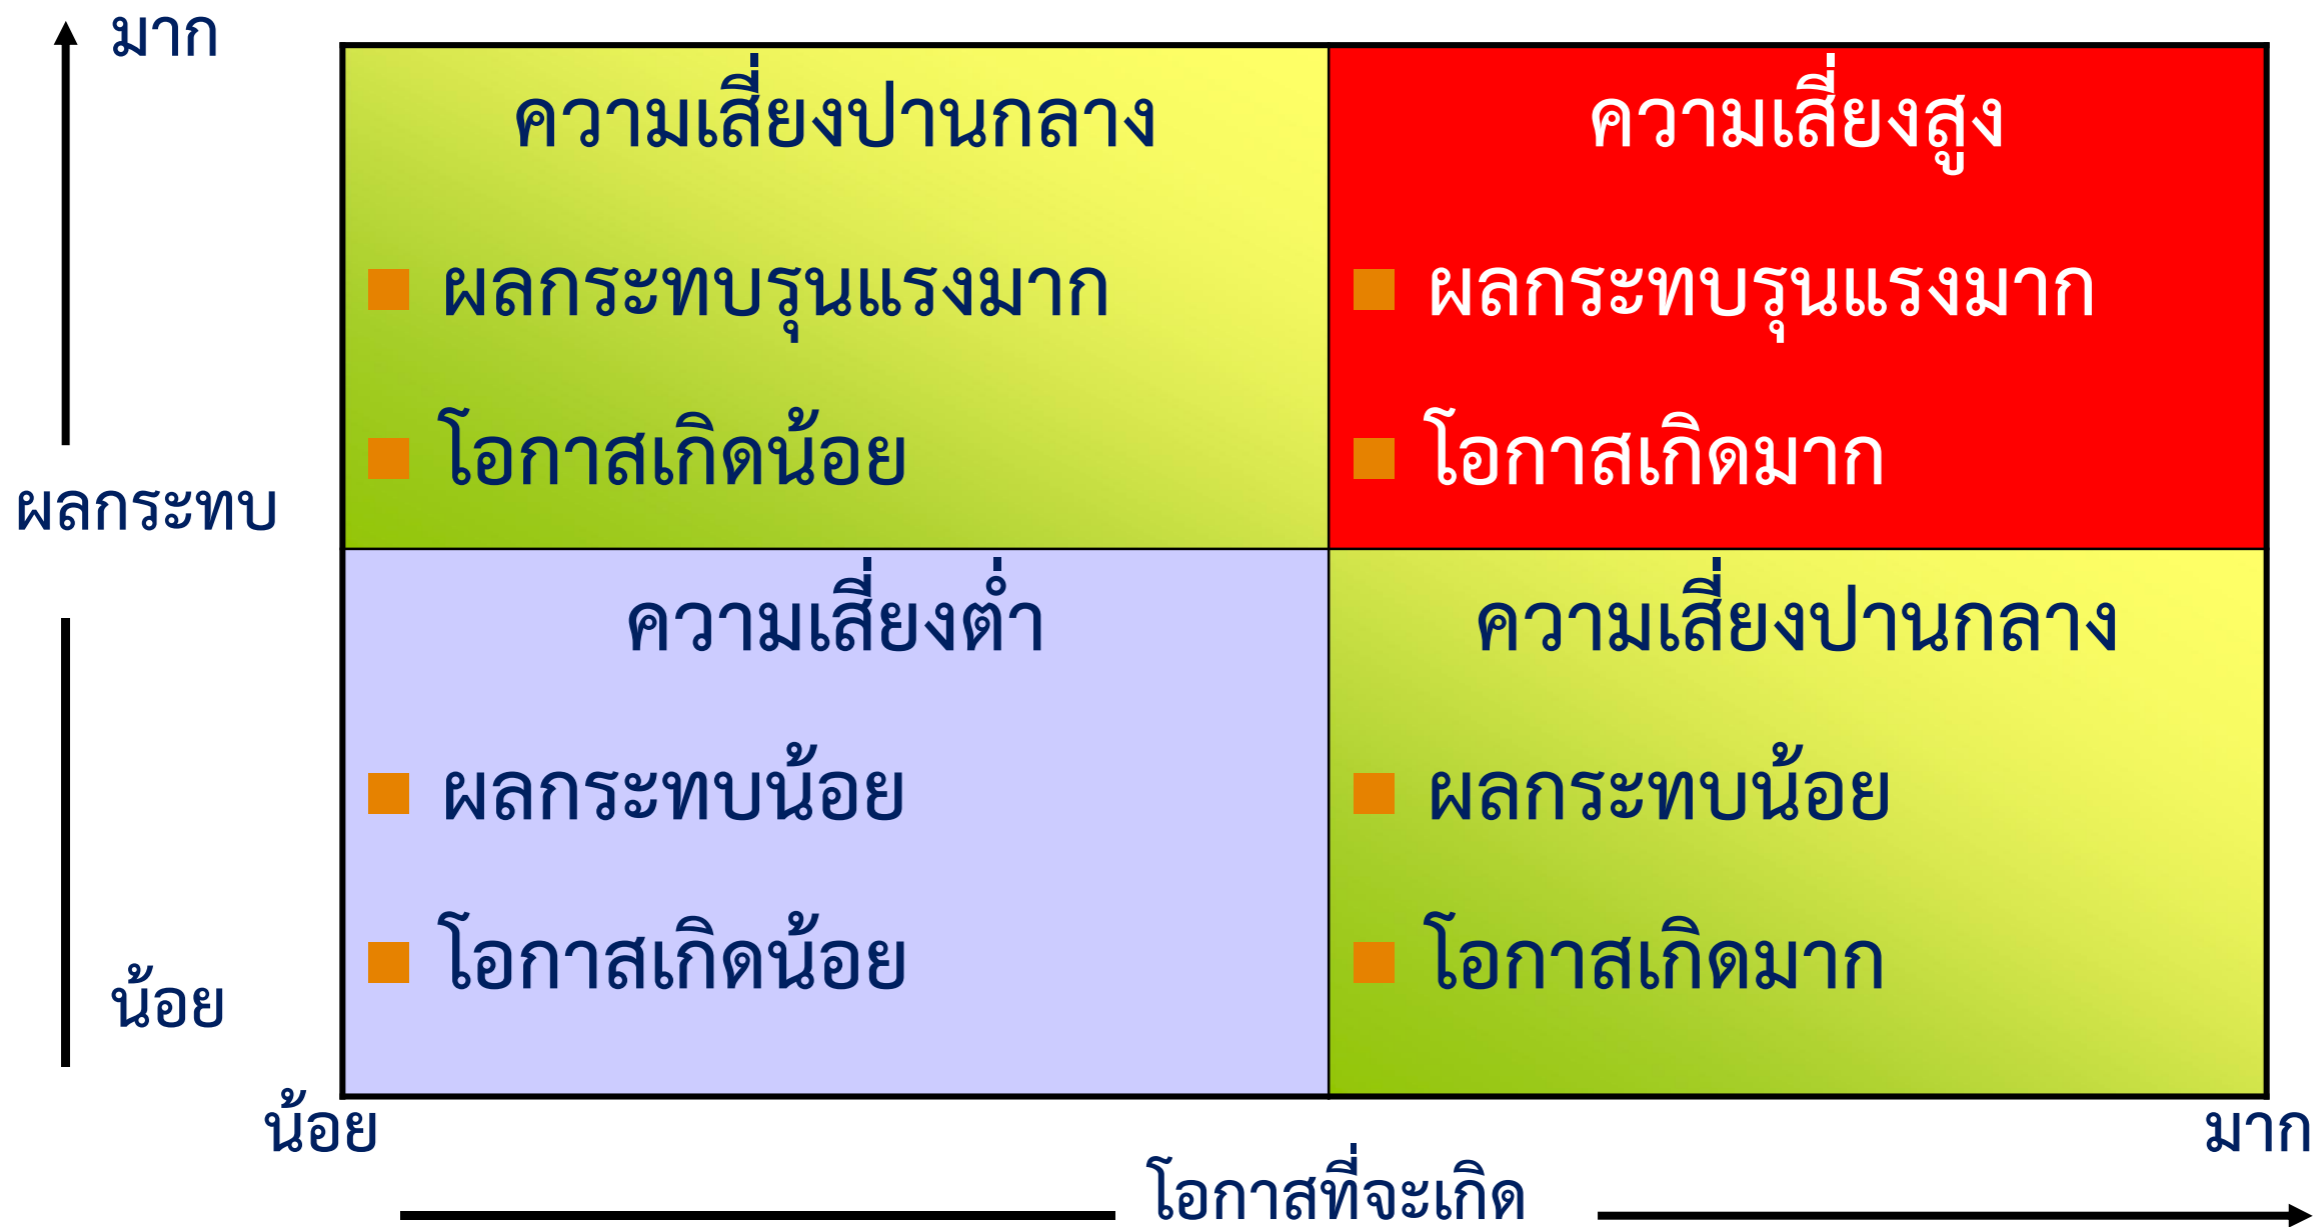 มาก
ความเสี่ยงปานกลาง
ผลกระทบรุนแรงมาก
โอกาสเกิดน้อย
ความเสี่ยงสูง
ผลกระทบรุนแรงมาก
โอกาสเกิดมาก
ผลกระทบ
ความเสี่ยงต่ำ
ผลกระทบน้อย
โอกาสเกิดน้อย
ความเสี่ยงปานกลาง
ผลกระทบน้อย
โอกาสเกิดมาก
น้อย
น้อย
มาก
โอกาสที่จะเกิด